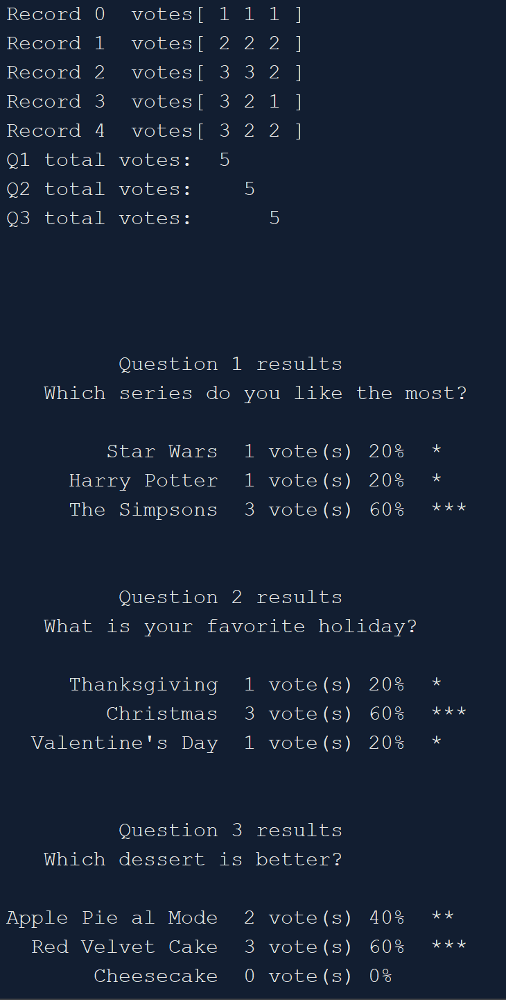 Record 0  votes[ 1 1 1 ]
Record 1  votes[ 2 2 2 ]
Record 2  votes[ 3 3 2 ]
Record 3  votes[ 3 2 1 ]
Record 4  votes[ 3 2 2 ]
Q1 total votes:  5
Q2 total votes:    5
Q3 total votes:      5
Question 1 results
Which series do you like the most?
Star Wars  1 vote(s) 20%  *
Harry Potter  1 vote(s) 20%  *
The Simpsons  3 vote(s) 60%  ***
Question 2 results
What is your favorite holiday?
Thanksgiving  1 vote(s) 20%  *
Christmas  3 vote(s) 60%  ***
Valentine's Day  1 vote(s) 20%  *
Question 3 results
Which dessert is better?
Apple Pie al Mode  2 vote(s) 40%  **
Red Velvet Cake  3 vote(s) 60%  ***
Cheesecake  0 vote(s) 0%